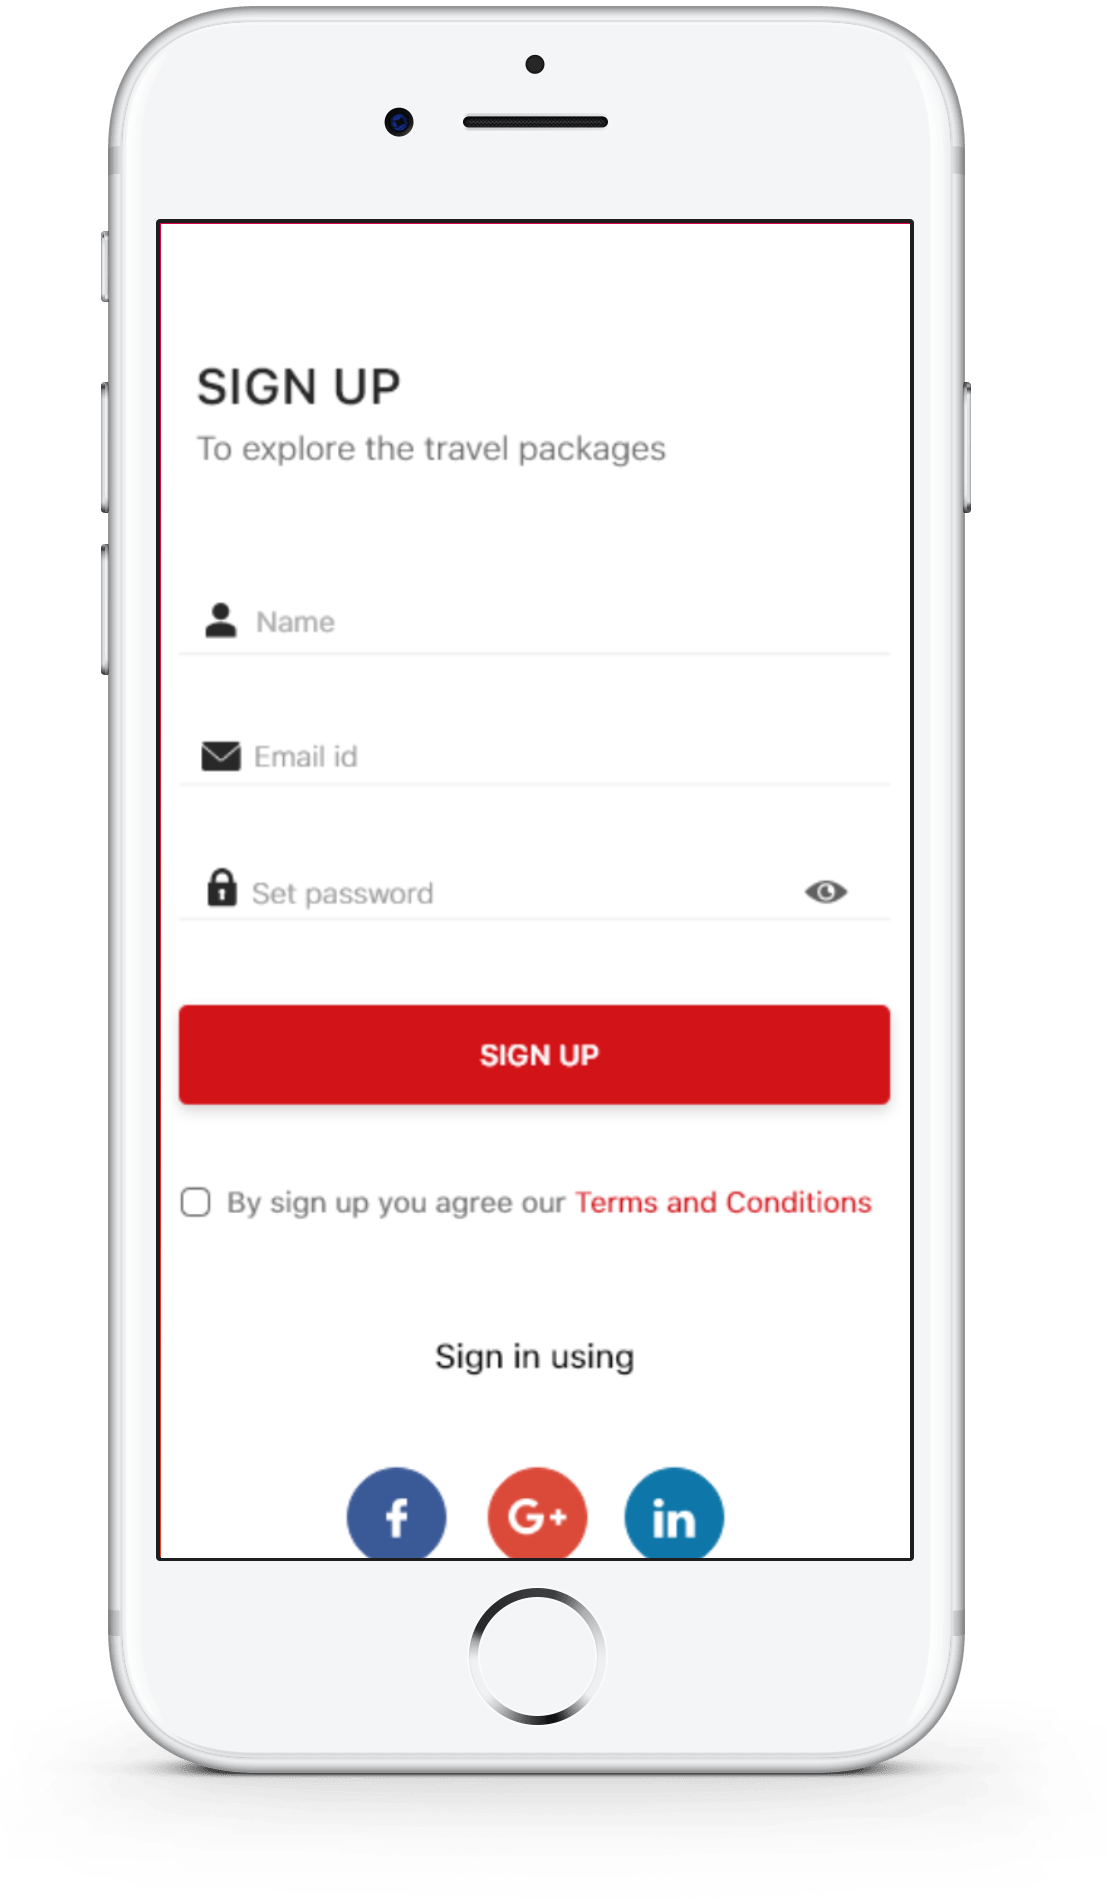 SIGN UP
To explore the travel packages
Name
Email id
Set password
SIGN UP
By sign up you agree our Terms and Conditions
Sign in using
f G+ in